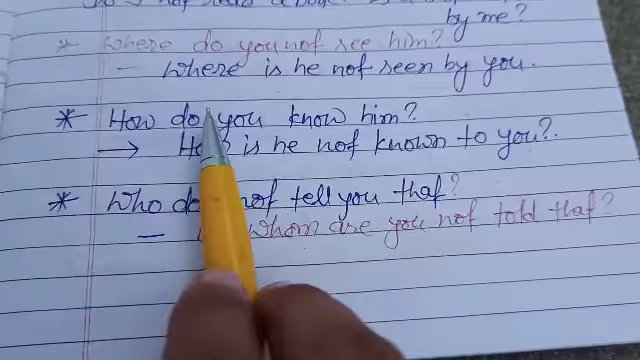 by me?
* Where do you not see him?
- Where is he not seen by you.
* How do you know him?
→ is he not known to you?
* Who not tell you that?
- whom are you not told that?